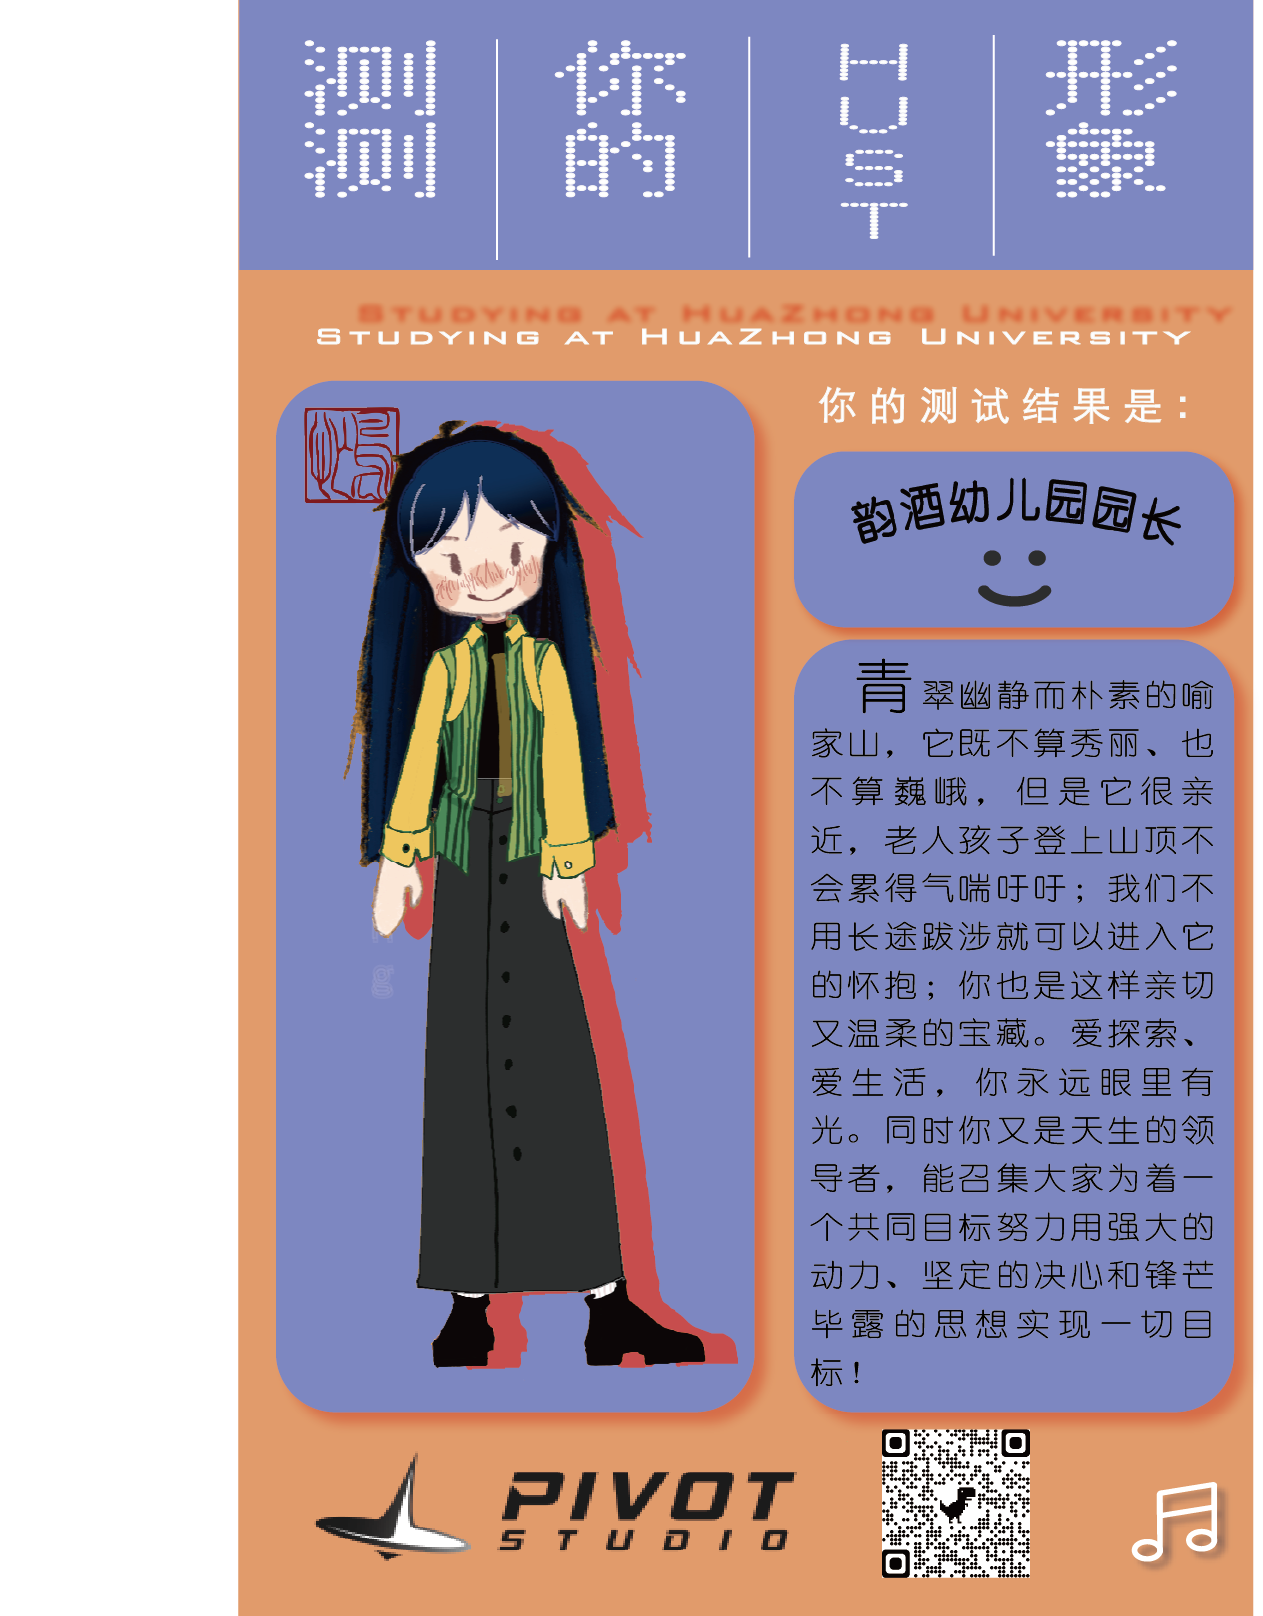 测测
你的
HUST
形象
STUDYING AT HUAZHONG UNIVERSITY
STUDYING AT HUAZHONG UNIVERSITY
你的测试结果是：
韵酒幼儿园园长
青翠幽静而朴素的喻
家山，它既不算秀丽、也
不算巍峨，但是它很亲
近，老人孩子登上山顶不
会累得气喘吁吁；我们不
用长途跋涉就可以进入它
的怀抱；你也是这样亲切
又温柔的宝藏。爱探索、
爱生活，你永远眼里有
光。同时你又是天生的领
导者，能召集大家为着一
个共同目标努力用强大的
动力、坚定的决心和锋芒
毕露的思想实现一切目
标！
g
PIVOT
STUDIO